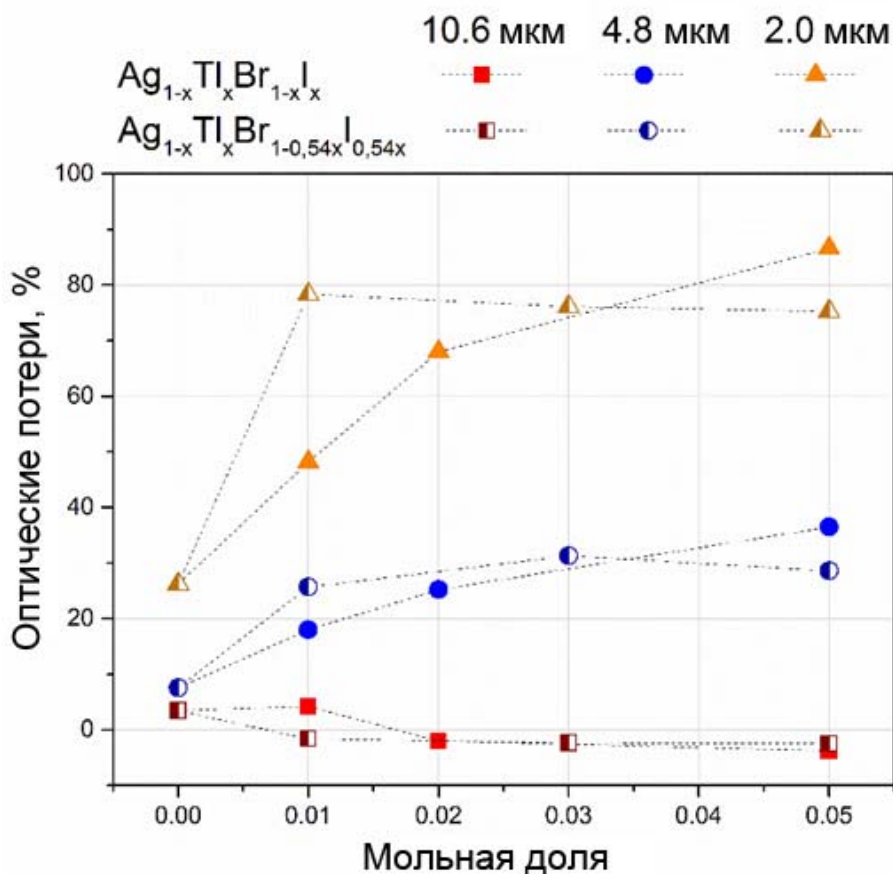 10.6 мкм 4.8 мкм 2.0 мкм
Ag1-xTlxBr1-xIx
Ag1-xTlxBr1-0,54xI0,54x
Оптические потери, %
100
80
60
40
20
0
0.00 0.01 0.02 0.03 0.04 0.05
Мольная доля